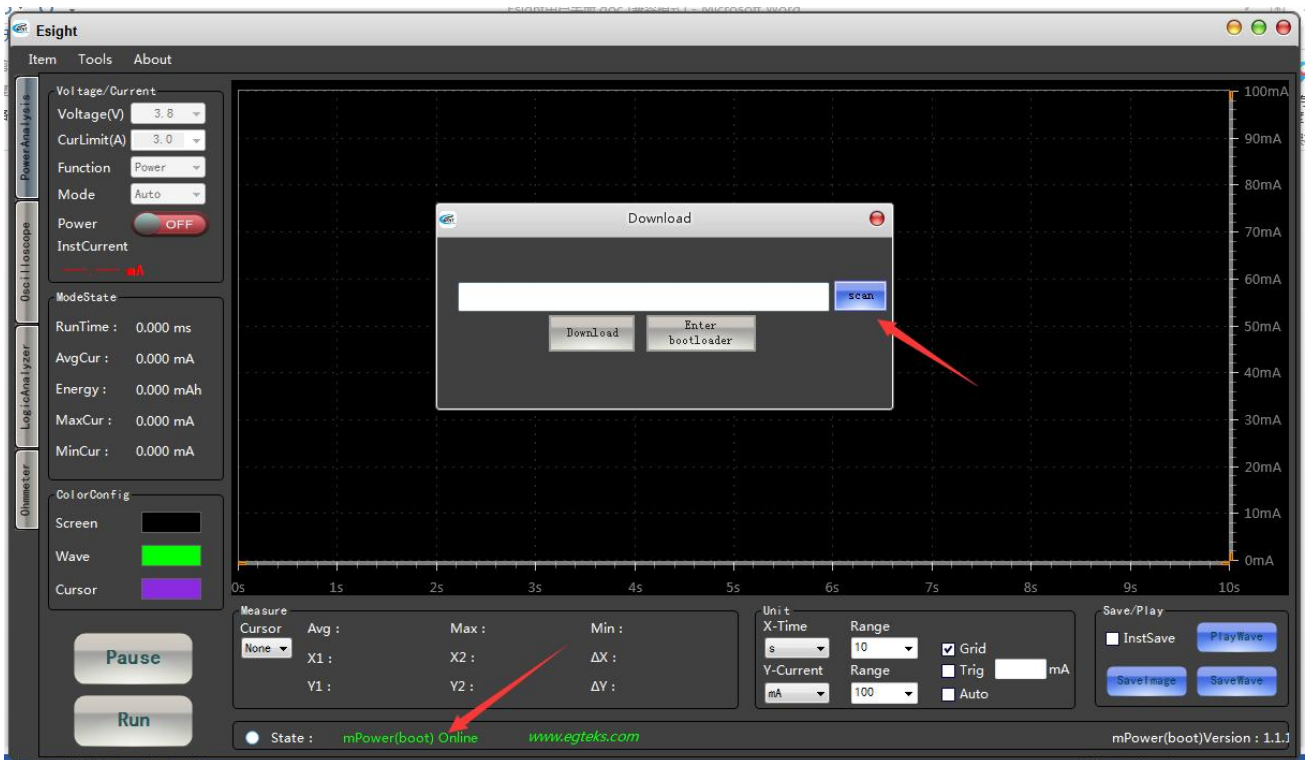 Esight
Item Tools About
PowerAnalysis
Oscilloscope
LogicAnalyzer
Ohmmeter
Voltage/Current
Voltage(V) 3.8
CurLimit(A) 3.0
Function Power
Mode Auto
Power OFF
InstCurrent
mA
ModeState
RunTime : 0.000 ms
AvgCur : 0.000 mA
Energy : 0.000 mAh
MaxCur : 0.000 mA
MinCur : 0.000 mA
ColorConfig
Screen
Wave
Cursor
Pause
Run
Download
scan
Download
Enter
bootloader
100mA
90mA
80mA
70mA
60mA
50mA
40mA
30mA
20mA
10mA
0mA
0s 1s 2s 3s 4s 5s 6s 7s 8s 9s 10s
Measure
Cursor Avg : Max : Min :
None X1 : X2 : ΔX :
Y1 : Y2 : ΔY :
Unit
X-Time Range
s 10 Grid
Y-Current Range Trig mA
mA 100 Auto
Save/Play
InstSave PlayWave
SaveImage SaveWave
State : mPower(boot) Online www.egteks.com mPower(boot)Version : 1.1.1